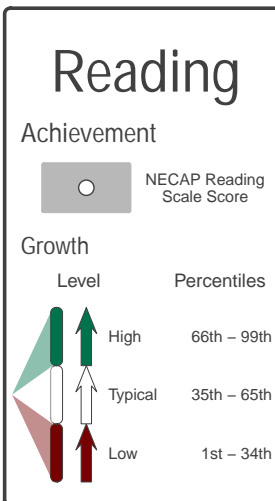 Reading
Achievement
NECAP Reading
Scale Score
Growth
Level Percentiles
High 66th – 99th
Typical 35th – 65th
Low 1st – 34th